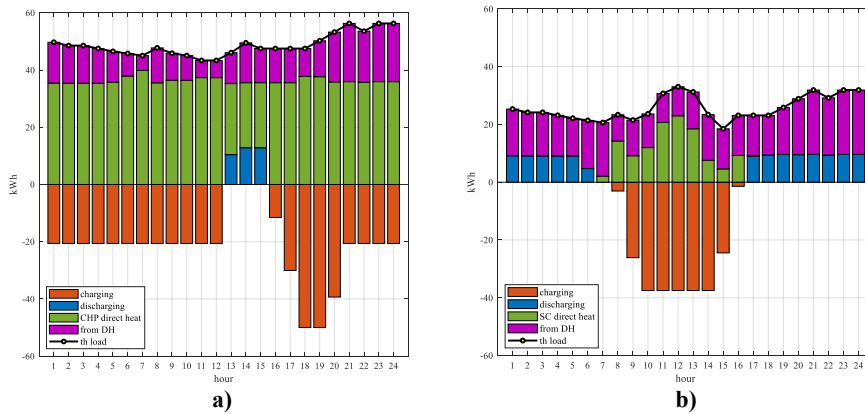 60
40
20
0
-20
-40
-60
kWh
charging
discharging
CHP direct heat
from DH
th load
1 2 3 4 5 6 7 8 9 10 11 12 13 14 15 16 17 18 19 20 21 22 23 24
hour
a)
60
40
20
0
-20
-40
-60
kWh
charging
discharging
SC direct heat
from DH
th load
1 2 3 4 5 6 7 8 9 10 11 12 13 14 15 16 17 18 19 20 21 22 23 24
hour
b)